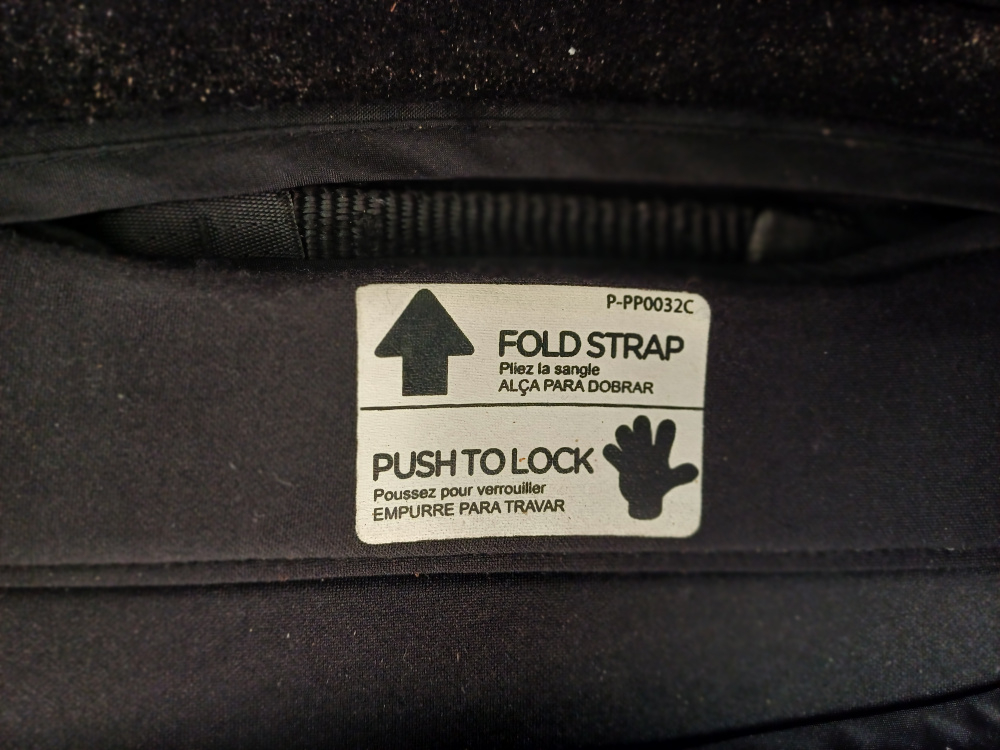 P-PP0032C
FOLD STRAP
Pliez la sangle
ALÇA PARA DOBRAR
PUSH TO LOCK
Poussez pour verrouiller
EMPURRE PARA TRAVAR